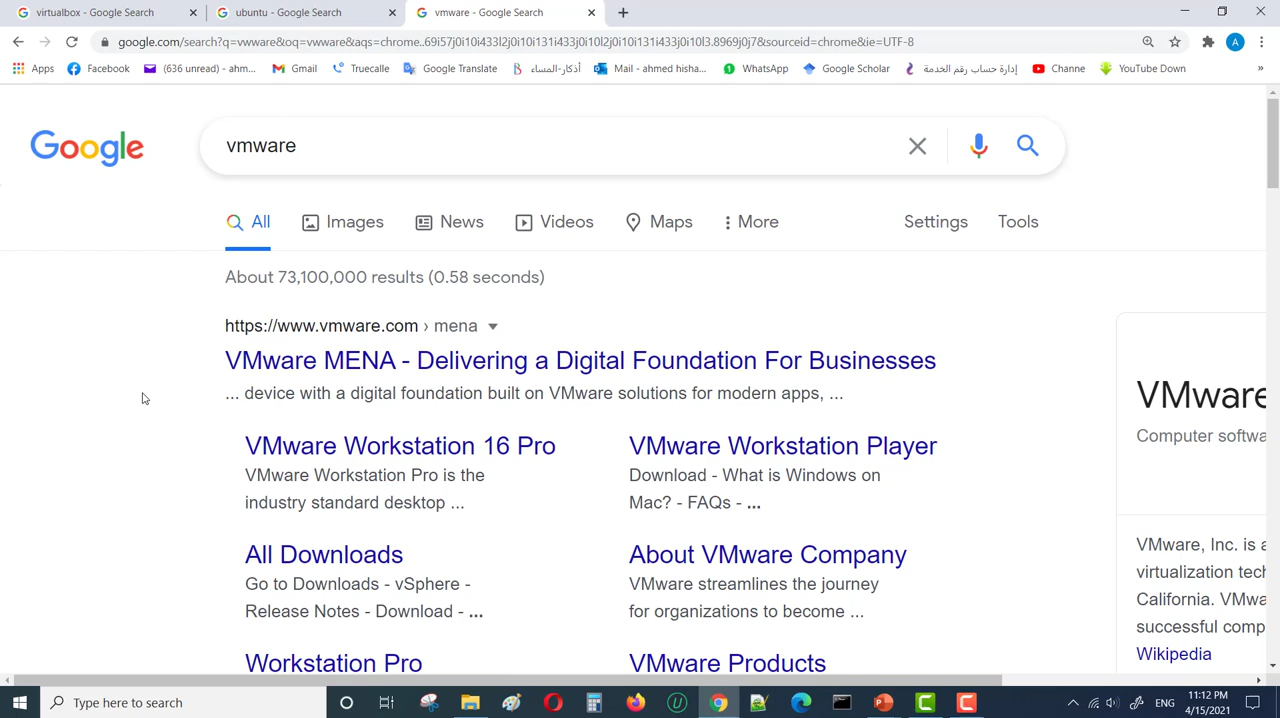 virtualbox - Google Search
ubuntu - Google Search
vmware - Google Search
google.com/search?q=vwware&oq=vwware&aqs=chrome..69i57j0i10i433l2j0i10i131i433j0i10l3.8969j0j7&sourceid=chrome&ie=UTF-8
A
Apps
Facebook
(636 unread) - ahm...
Gmail
Truecalle
Google Translate
أذكار-المساء
Mail - ahmed hisha...
WhatsApp
Google Scholar
إدارة حساب رقم الخدمة
Channe
YouTube Down
»
Google
vmware
All
Images
News
Videos
Maps
More
Settings
Tools
About 73,100,000 results (0.58 seconds)
https://www.vmware.com › mena
VMware MENA - Delivering a Digital Foundation For Businesses
... device with a digital foundation built on VMware solutions for modern apps, ...
VMware Workstation 16 Pro
VMware Workstation Pro is the
industry standard desktop ...
VMware Workstation Player
Download - What is Windows on
Mac? - FAQs - ...
All Downloads
Go to Downloads - vSphere -
Release Notes - Download - ...
About VMware Company
VMware streamlines the journey
for organizations to become ...
Workstation Pro
VMware Products
VMware
Computer softwa
VMware, Inc. is a
virtualization tech
California. VMwa
successful comp
Wikipedia
Type here to search
ENG
11:12 PM
4/15/2021